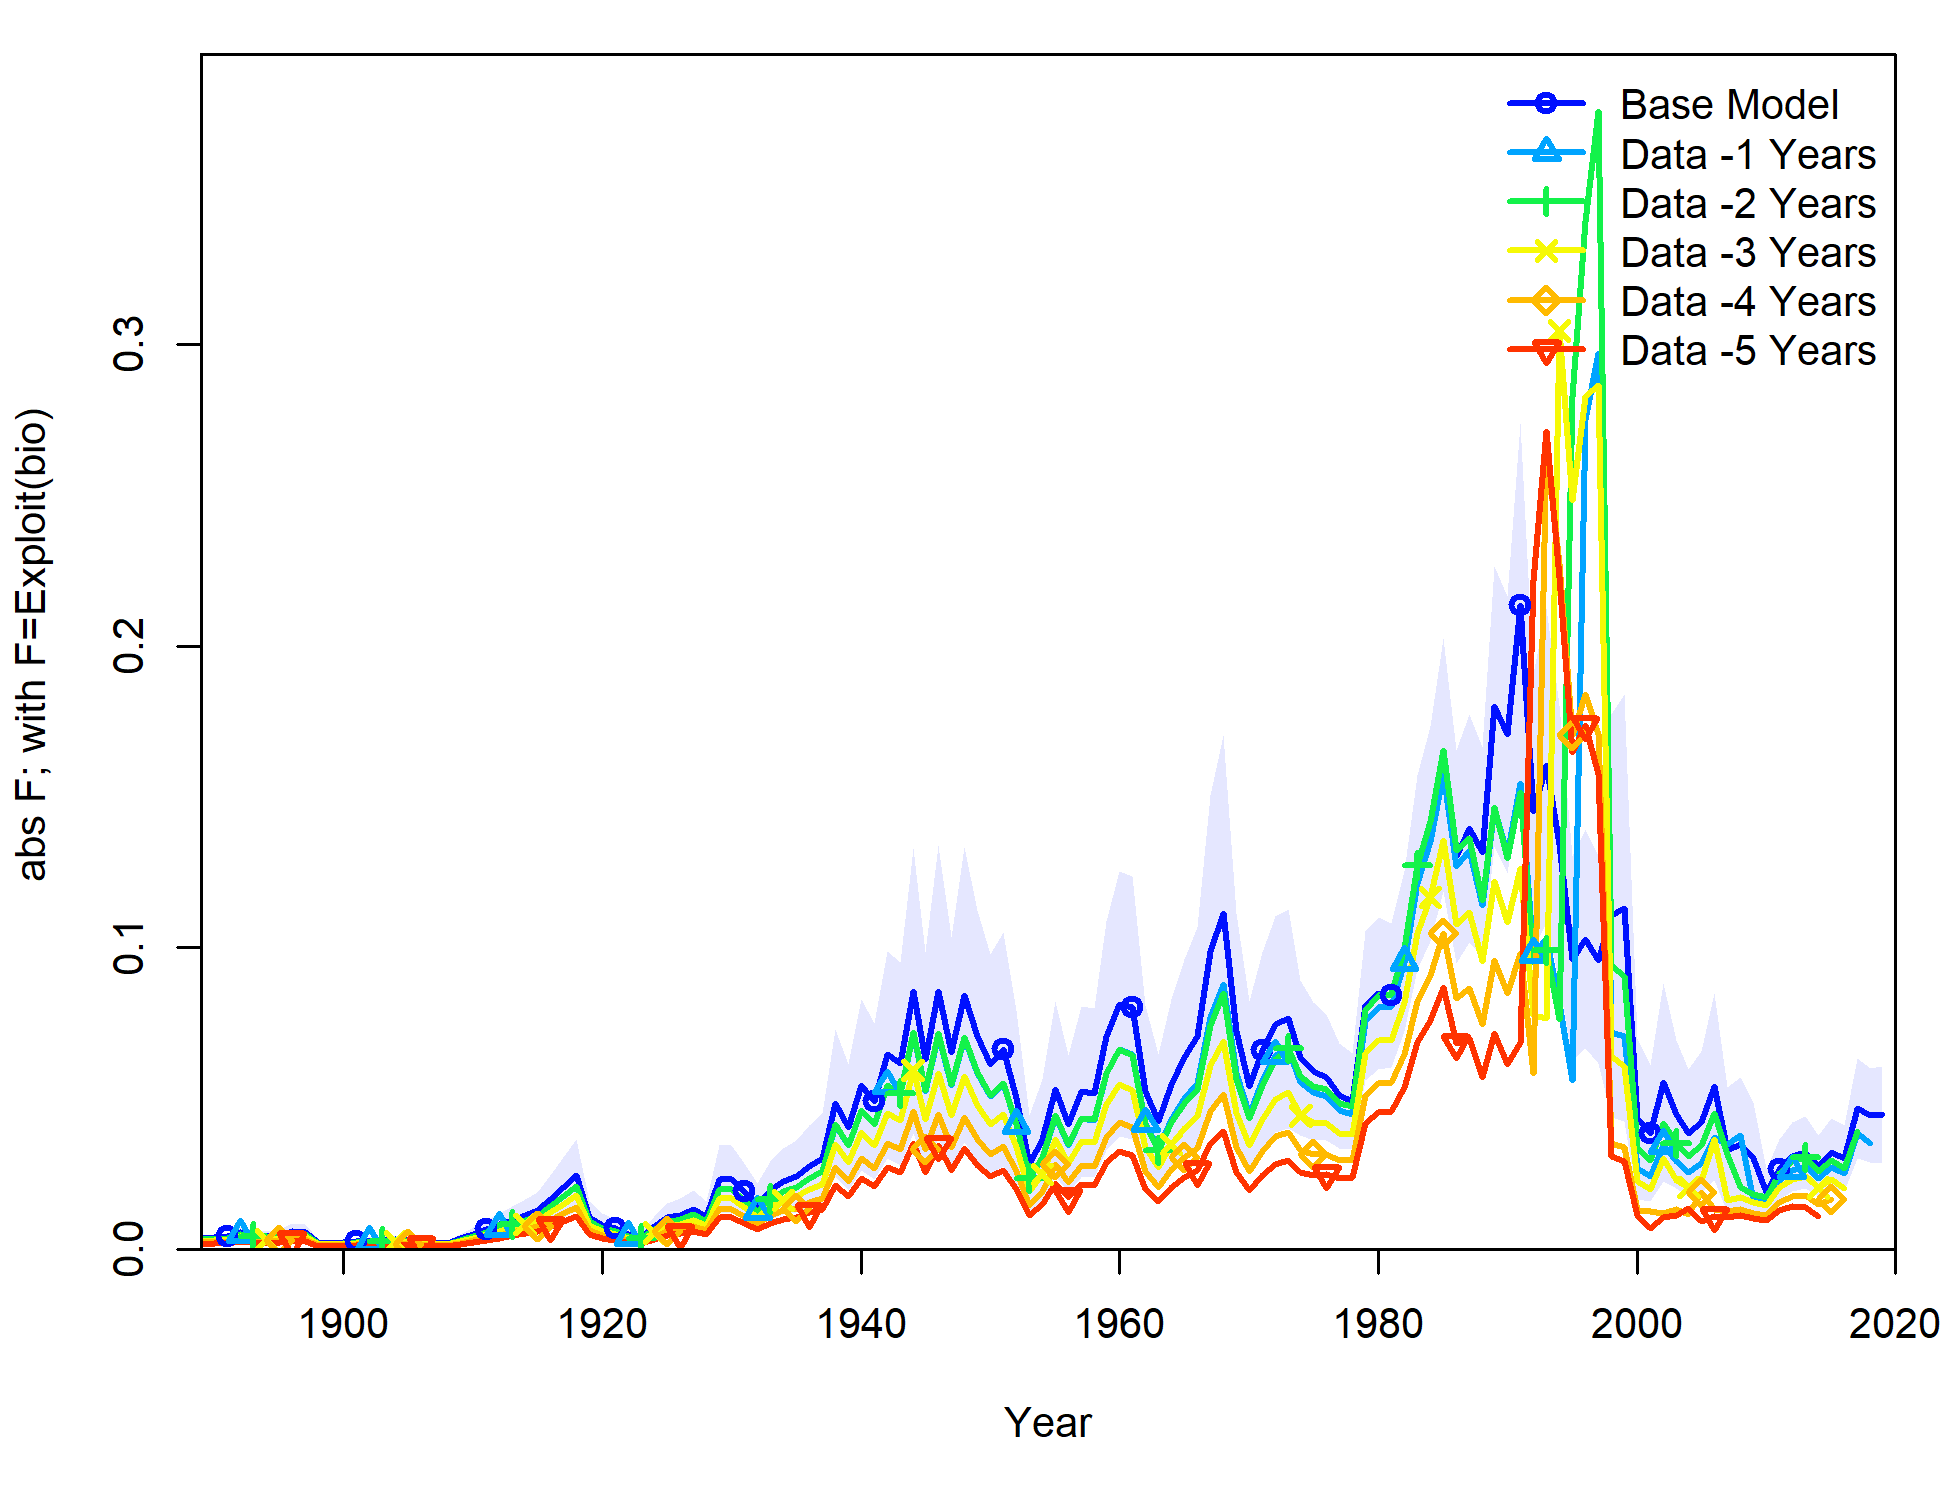 Base Model
Data -1 Years
Data -2 Years
Data -3 Years
Data -4 Years
Data -5 Years
abs F; with F=Exploit(bio)
0.3
0.2
0.1
0.0
1900 1920 1940 1960 1980 2000 2020
Year